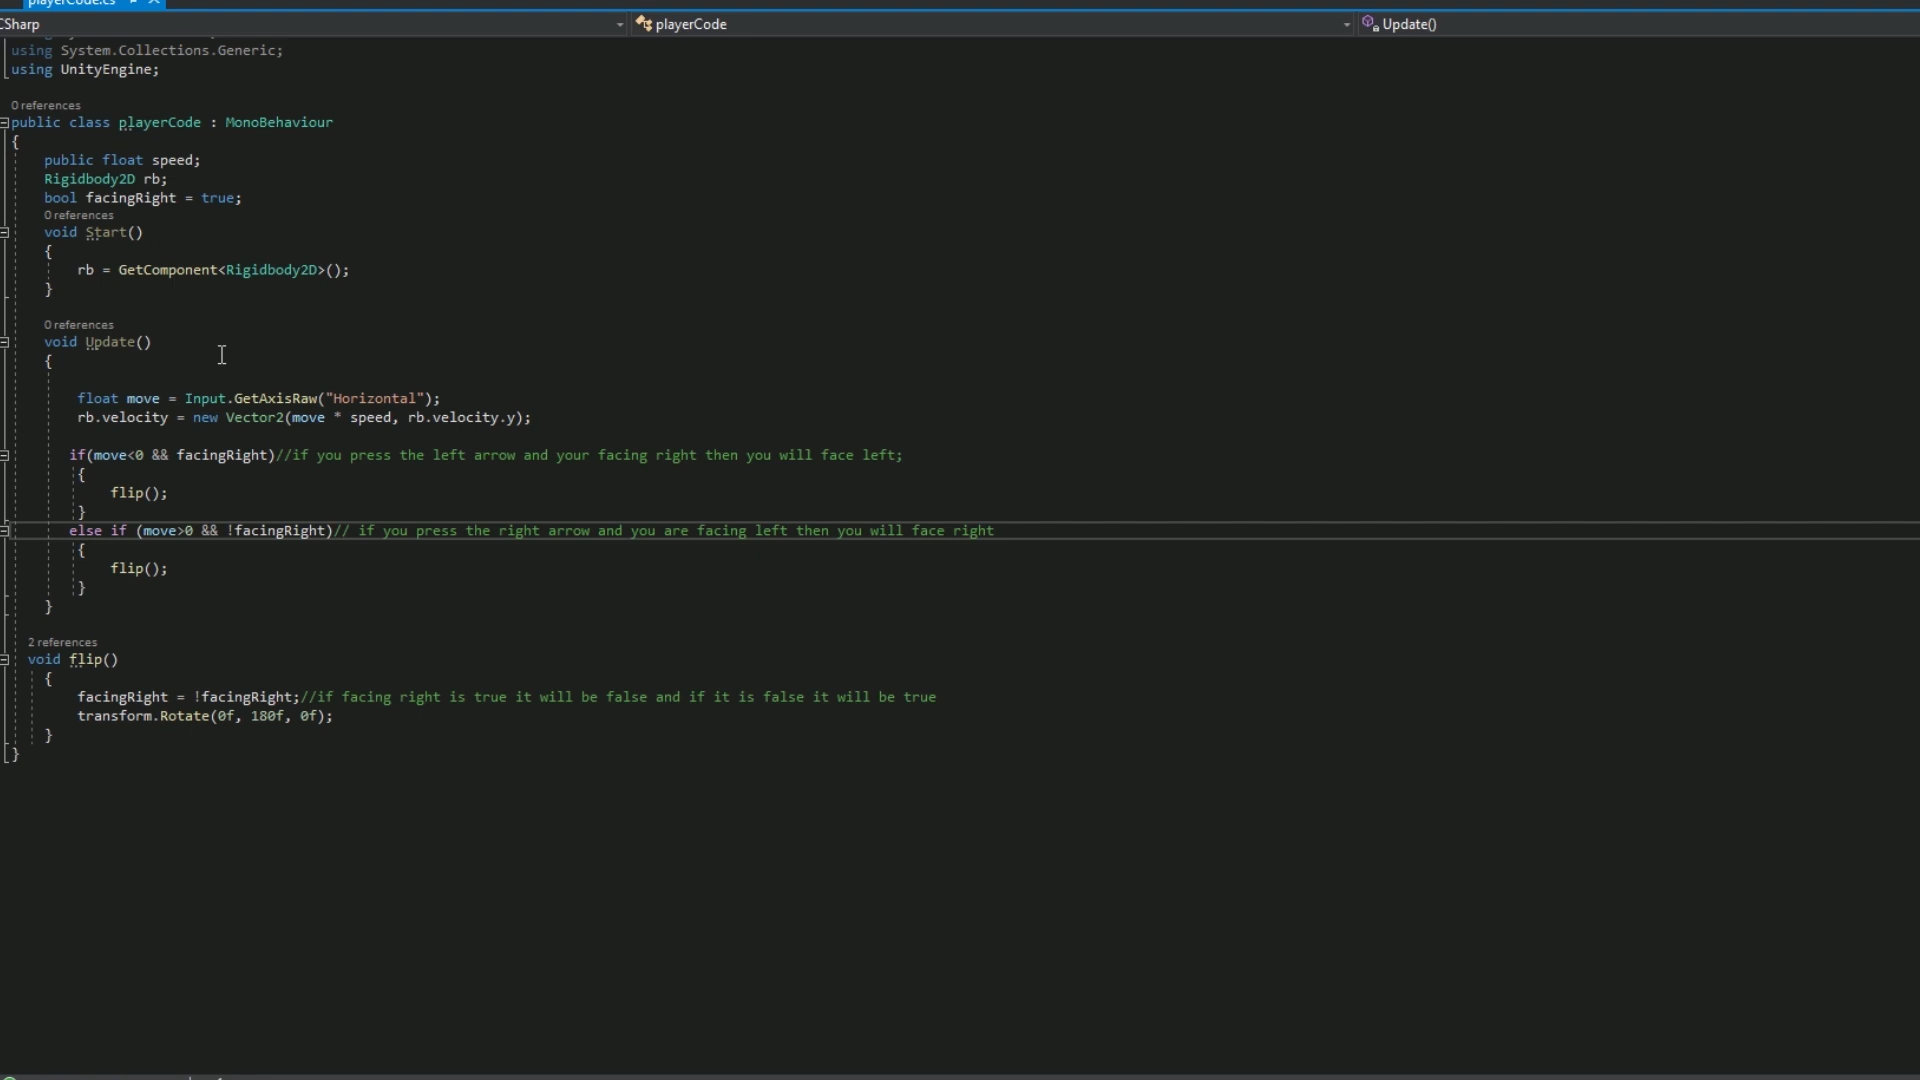 playerCode.cs
CSharp playerCode Update()
using System.Collections.Generic;
using UnityEngine;
0 references
public class playerCode : MonoBehaviour
{
public float speed;
Rigidbody2D rb;
bool facingRight = true;
0 references
void Start()
{
rb = GetComponent<Rigidbody2D>();
}
0 references
void Update()
{
float move = Input.GetAxisRaw("Horizontal");
rb.velocity = new Vector2(move * speed, rb.velocity.y);
if(move<0 && facingRight)//if you press the left arrow and your facing right then you will face left;
{
flip();
}
else if (move>0 && !facingRight)// if you press the right arrow and you are facing left then you will face right
{
flip();
}
}
2 references
void flip()
{
facingRight = !facingRight;//if facing right is true it will be false and if it is false it will be true
transform.Rotate(0f, 180f, 0f);
}
}